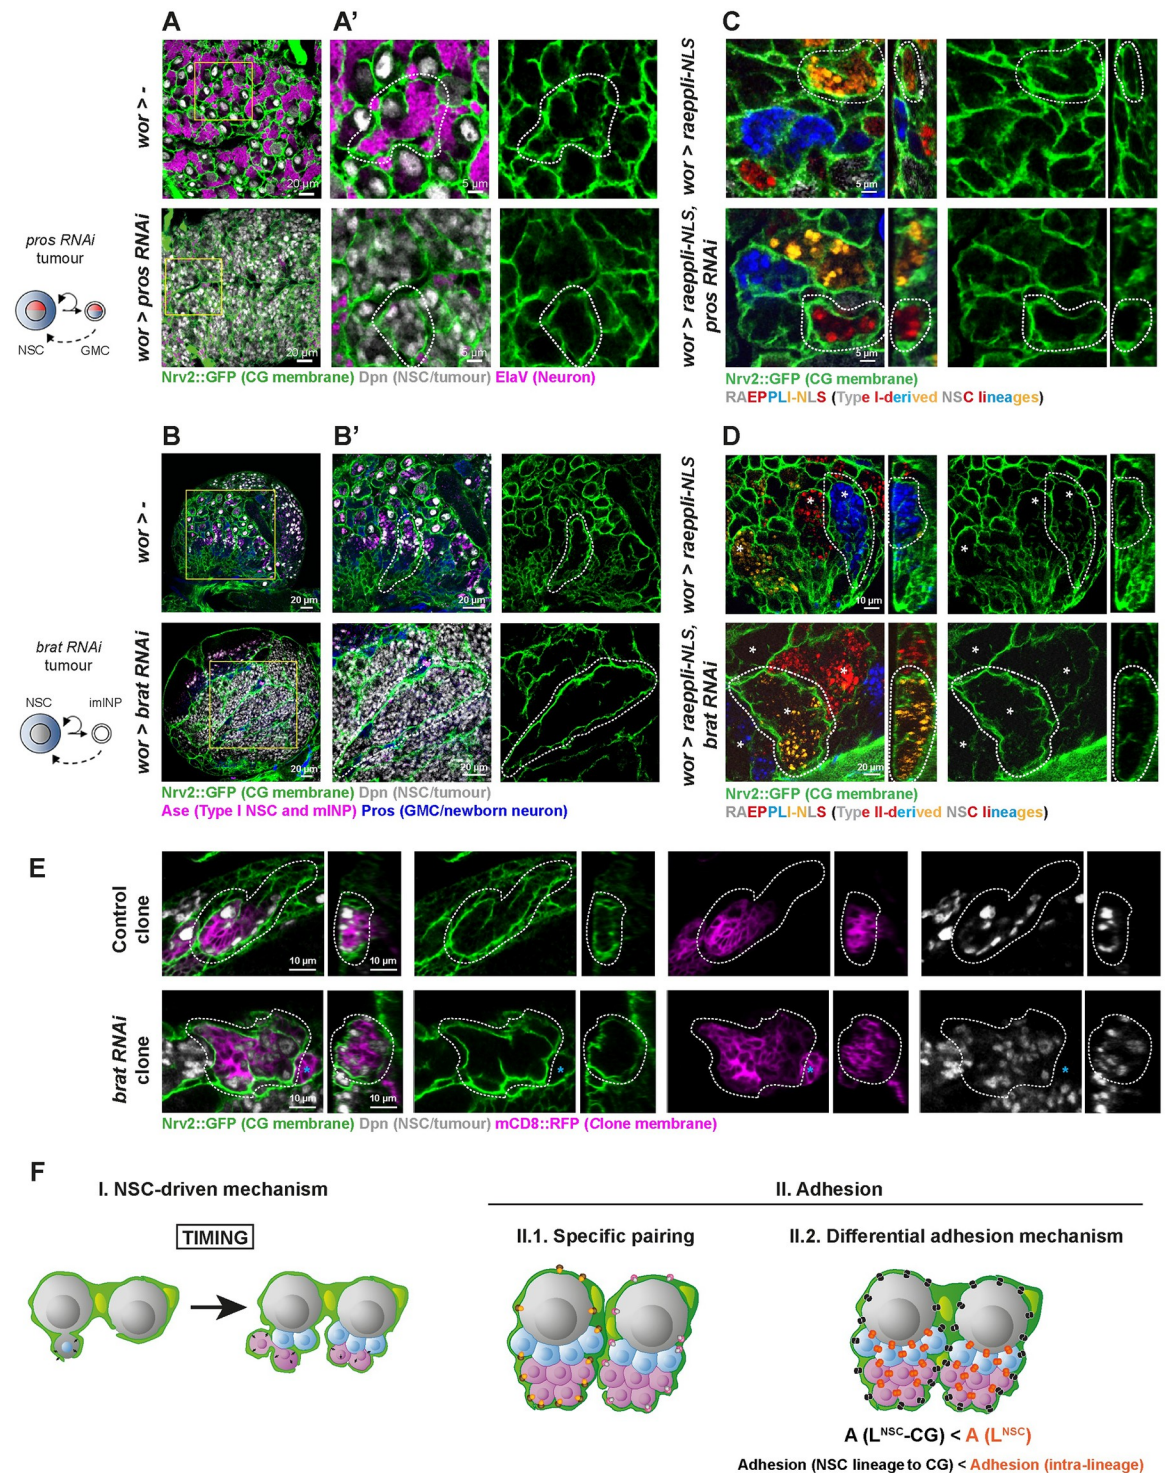 A
A’
wor > -
20 µm
5 µm
pros RNAi
tumour
NSC
GMC
wor > pros RNAi
20 µm
5 µm
Nrv2::GFP (CG membrane) Dpn (NSC/tumour) ElaV (Neuron)
C
wor > raeppli-NLS
5 µm
wor > raeppli-NLS,
pros RNAi
5 µm
Nrv2::GFP (CG membrane)
RAEPPLI-NLS (Type I-derived NSC lineages)
B
B’
wor > -
20 µm
20 µm
brat RNAi
tumour
NSC
imINP
wor > brat RNAi
20 µm
20 µm
Nrv2::GFP (CG membrane) Dpn (NSC/tumour)
Ase (Type I NSC and mINP) Pros (GMC/newborn neuron)
D
wor > raeppli-NLS
* * *
* * *
10 µm
wor > raeppli-NLS,
brat RNAi
* * * *
* * * *
20 µm
Nrv2::GFP (CG membrane)
RAEPPLI-NLS (Type II-derived NSC lineages)
E
Control
clone
10 µm
10 µm
brat RNAi
clone
* * * *
10 µm
10 µm
Nrv2::GFP (CG membrane) Dpn (NSC/tumour) mCD8::RFP (Clone membrane)
F
I. NSC-driven mechanism
TIMING
II. Adhesion
II.1. Specific pairing
II.2. Differential adhesion mechanism
A (LNSC-CG) < A (LNSC)
Adhesion (NSC lineage to CG) < Adhesion (intra-lineage)